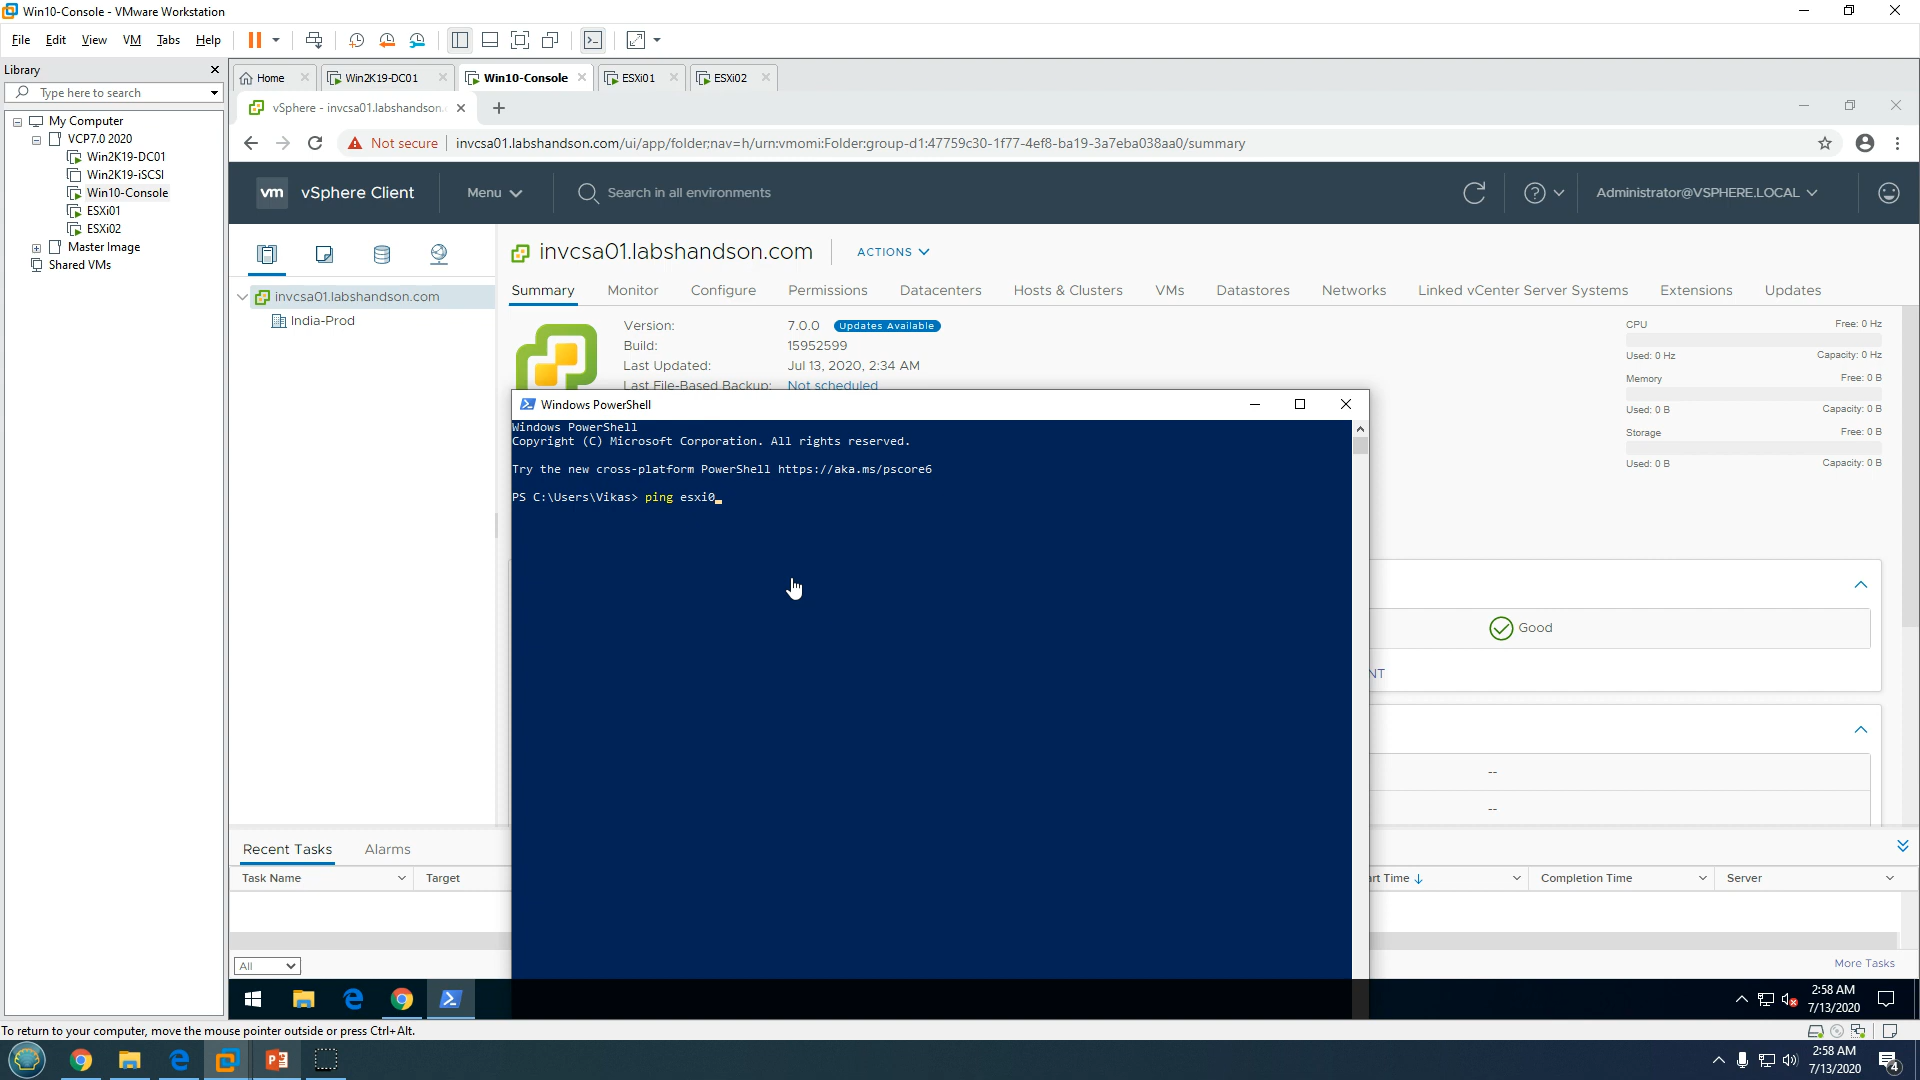 Win10-Console - VMware Workstation
File Edit View VM Tabs Help
Library
Type here to search
My Computer
VCP7.0 2020
Win2K19-DC01
Win2K19-iSCSI
Win10-Console
ESXi01
ESXi02
Master Image
Shared VMs
Home Win2K19-DC01 Win10-Console ESXi01 ESXi02
vSphere - invcsa01.labshandson.
Not secure invcsa01.labshandson.com/ui/app/folder;nav=h/urn:vmomi:Folder:group-d1:47759c30-1f77-4ef8-ba19-3a7eba038aa0/summary
vm vSphere Client Menu Search in all environments Administrator@VSPHERE.LOCAL
invcsa01.labshandson.com
India-Prod
invcsa01.labshandson.com ACTIONS
Summary Monitor Configure Permissions Datacenters Hosts & Clusters VMs Datastores Networks Linked vCenter Server Systems Extensions Updates
Version: 7.0.0 Updates Available
Build: 15952599
Last Updated: Jul 13, 2020, 2:34 AM
Last File-Based Backup: Not scheduled
CPU Free: 0 Hz
Used: 0 Hz Capacity: 0 Hz
Memory Free: 0 B
Used: 0 B Capacity: 0 B
Storage Free: 0 B
Used: 0 B Capacity: 0 B
Windows PowerShell
Windows PowerShell
Copyright (C) Microsoft Corporation. All rights reserved.
Try the new cross-platform PowerShell https://aka.ms/pscore6
PS C:\Users\Vikas> ping esxi0_
Good
NT
--
--
Recent Tasks Alarms
Task Name Target rt Time Completion Time Server
All
More Tasks
2:58 AM
7/13/2020
To return to your computer, move the mouse pointer outside or press Ctrl+Alt.
2:58 AM
7/13/2020
4